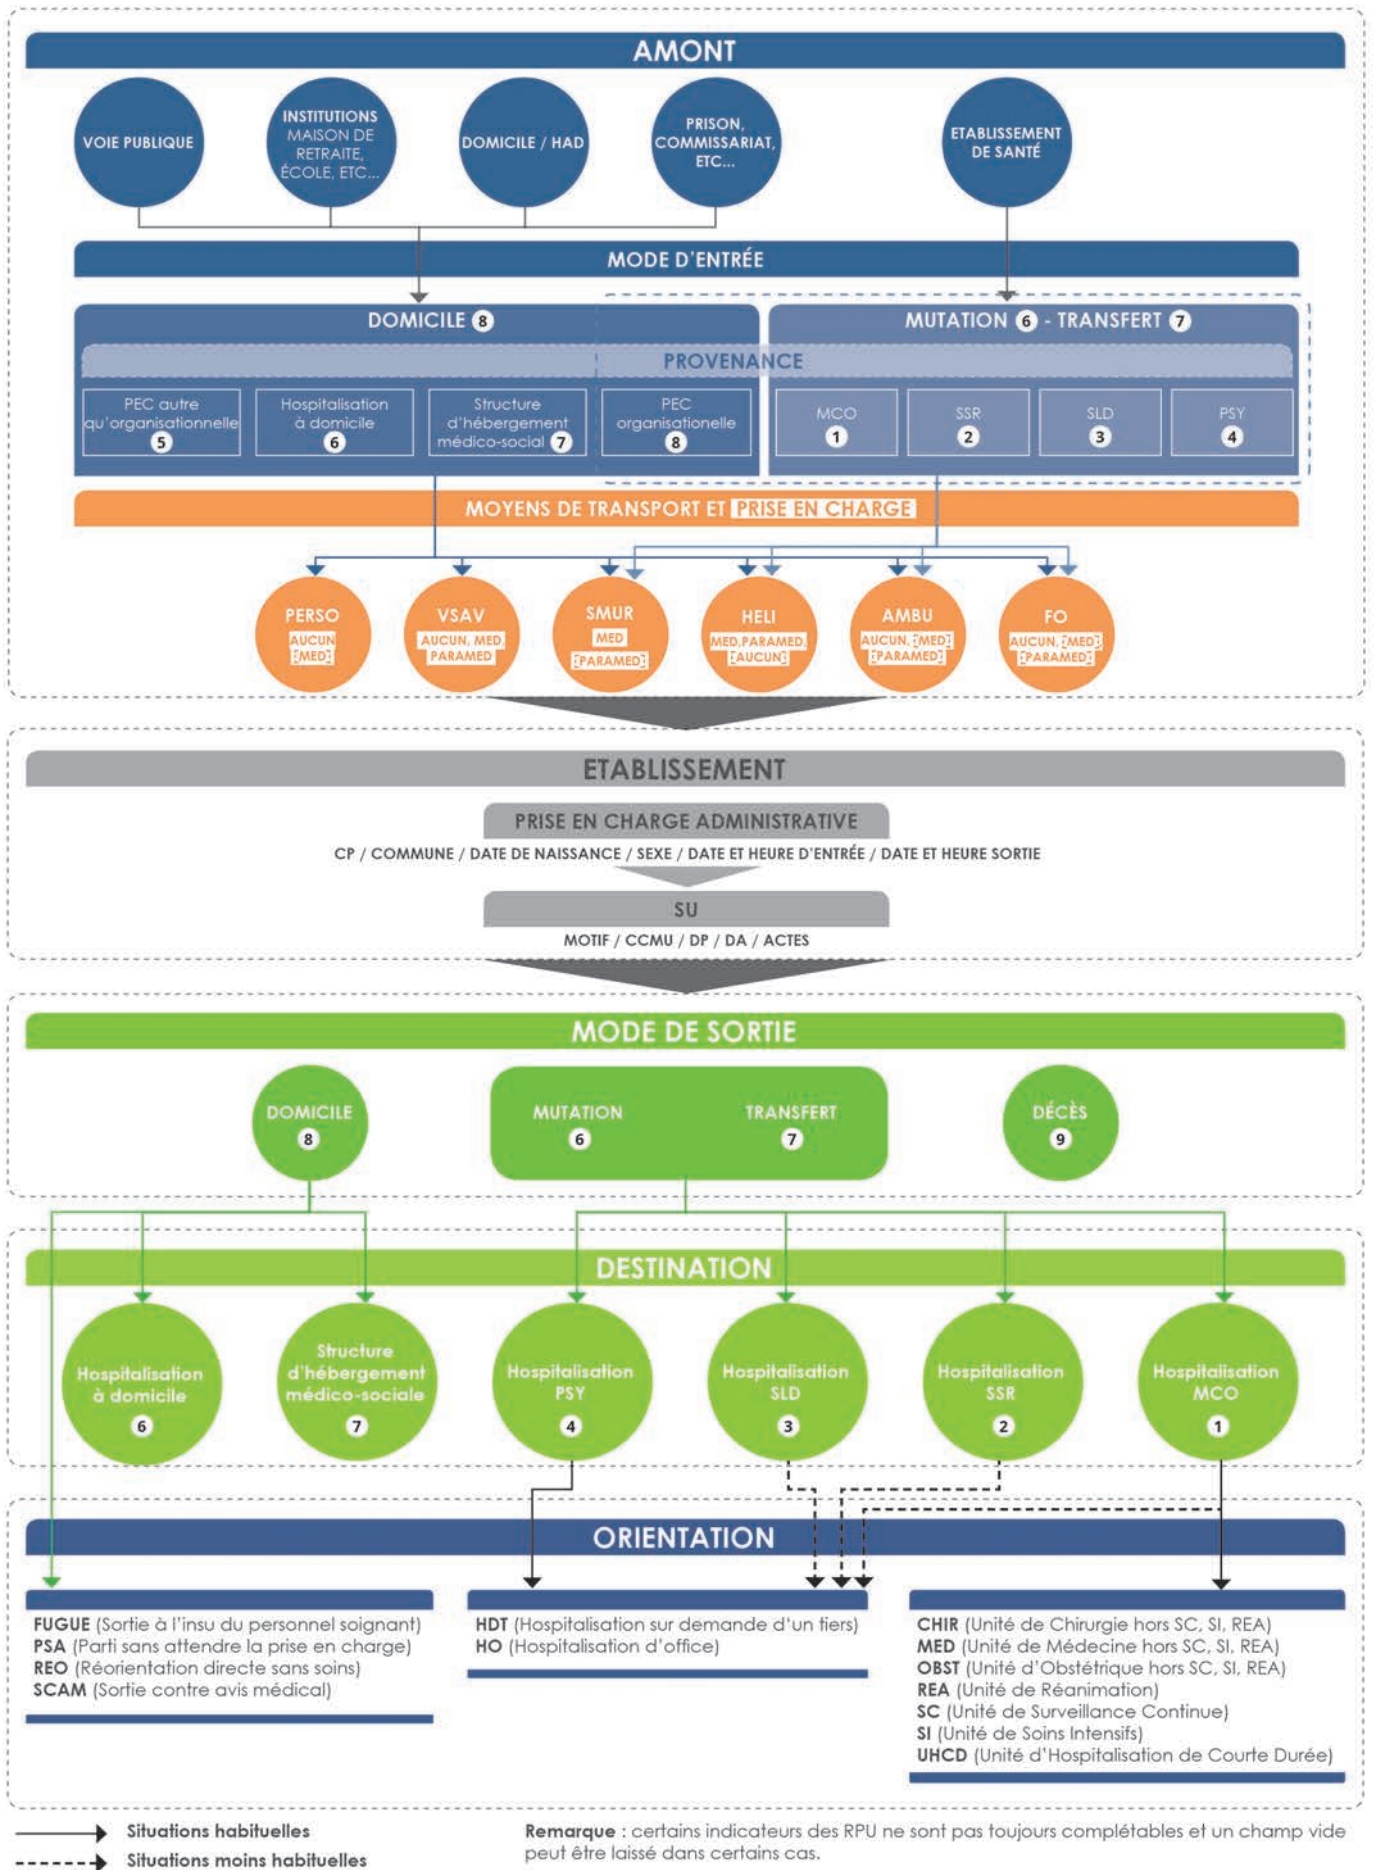 AMONT
VOIE PUBLIQUE
INSTITUTIONS
MAISON DE
RETRAITE,
ÉCOLE, ETC...
DOMICILE / HAD
PRISON,
COMMISSARIAT,
ETC...
ETABLISSEMENT
DE SANTÉ
MODE D'ENTRÉE
DOMICILE 8
MUTATION 6 - TRANSFERT 7
PROVENANCE
PEC autre
qu'organisationnelle
5
Hospitalisation
à domicile
6
Structure
d'hébergement
médico-social 7
PEC
organisationelle
8
MCO
1
SSR
2
SLD
3
PSY
4
MOYENS DE TRANSPORT ET PRISE EN CHARGE
PERSO
AUCUN
[MED]
VSAV
AUCUN, MED,
PARAMED
SMUR
MED
[PARAMED]
HELI
MED,PARAMED,
[AUCUN]
AMBU
AUCUN, [MED]
[PARAMED]
FO
AUCUN, [MED]
[PARAMED]
ETABLISSEMENT
PRISE EN CHARGE ADMINISTRATIVE
CP / COMMUNE / DATE DE NAISSANCE / SEXE / DATE ET HEURE D'ENTRÉE / DATE ET HEURE SORTIE
SU
MOTIF / CCMU / DP / DA / ACTES
MODE DE SORTIE
DOMICILE
8
MUTATION
6
TRANSFERT
7
DÉCÈS
9
DESTINATION
Hospitalisation
à domicile
6
Structure
d'hébergement
médico-sociale
7
Hospitalisation
PSY
4
Hospitalisation
SLD
3
Hospitalisation
SSR
2
Hospitalisation
MCO
1
ORIENTATION
FUGUE (Sortie à l'insu du personnel soignant)
PSA (Parti sans attendre la prise en charge)
REO (Réorientation directe sans soins)
SCAM (Sortie contre avis médical)
HDT (Hospitalisation sur demande d'un tiers)
HO (Hospitalisation d'office)
CHIR (Unité de Chirurgie hors SC, SI, REA)
MED (Unité de Médecine hors SC, SI, REA)
OBST (Unité d'Obstétrique hors SC, SI, REA)
REA (Unité de Réanimation)
SC (Unité de Surveillance Continue)
SI (Unité de Soins Intensifs)
UHCD (Unité d'Hospitalisation de Courte Durée)
Situations habituelles
Situations moins habituelles
Remarque : certains indicateurs des RPU ne sont pas toujours complétables et un champ vide
peut être laissé dans certains cas.